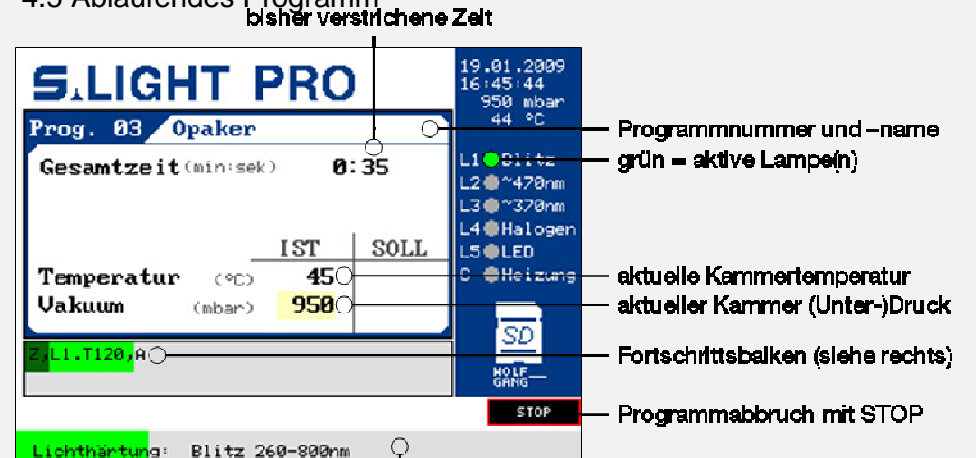 4.5 Ablaufendes Programm
bisher verstrichene Zeit
S.LIGHT PRO
19.01.2009
16:45:44
950 mbar
44 °C
Prog. 03 Opaker
Programmnummer und –name
Gesamtzeit (min:sek) 0:35
L1 Blitz
grün = aktive Lampe(n)
L2 ~470nm
L3 ~370nm
L4 Halogen
IST SOLL
L5 LED
Temperatur (°C) 45
C Heizung
aktuelle Kammertemperatur
Vakuum (mbar) 950
aktueller Kammer (Unter-)Druck
SD
Z,L1.T120,A
Fortschrittsbalken (siehe rechts)
WOLF__
GANG
STOP
Programmabbruch mit STOP
Lichthärtung: Blitz 260-800nm